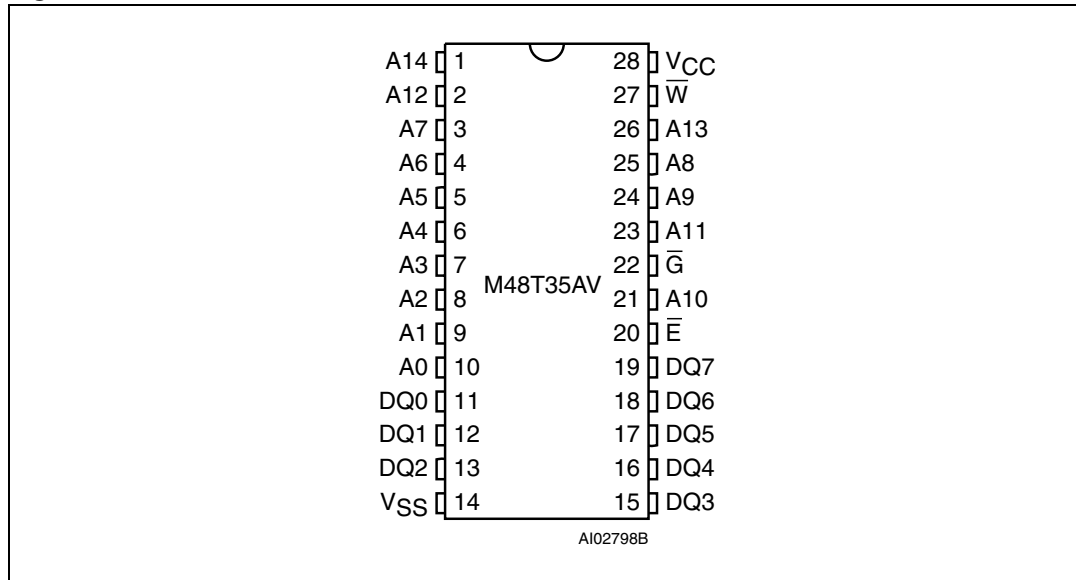 A14 1 28 VCC
A12 2 27 W̅
A7 3 26 A13
A6 4 25 A8
A5 5 24 A9
A4 6 23 A11
A3 7 22 G̅
M48T35AV
A2 8 21 A10
A1 9 20 E̅
A0 10 19 DQ7
DQ0 11 18 DQ6
DQ1 12 17 DQ5
DQ2 13 16 DQ4
VSS 14 15 DQ3
AI02798B